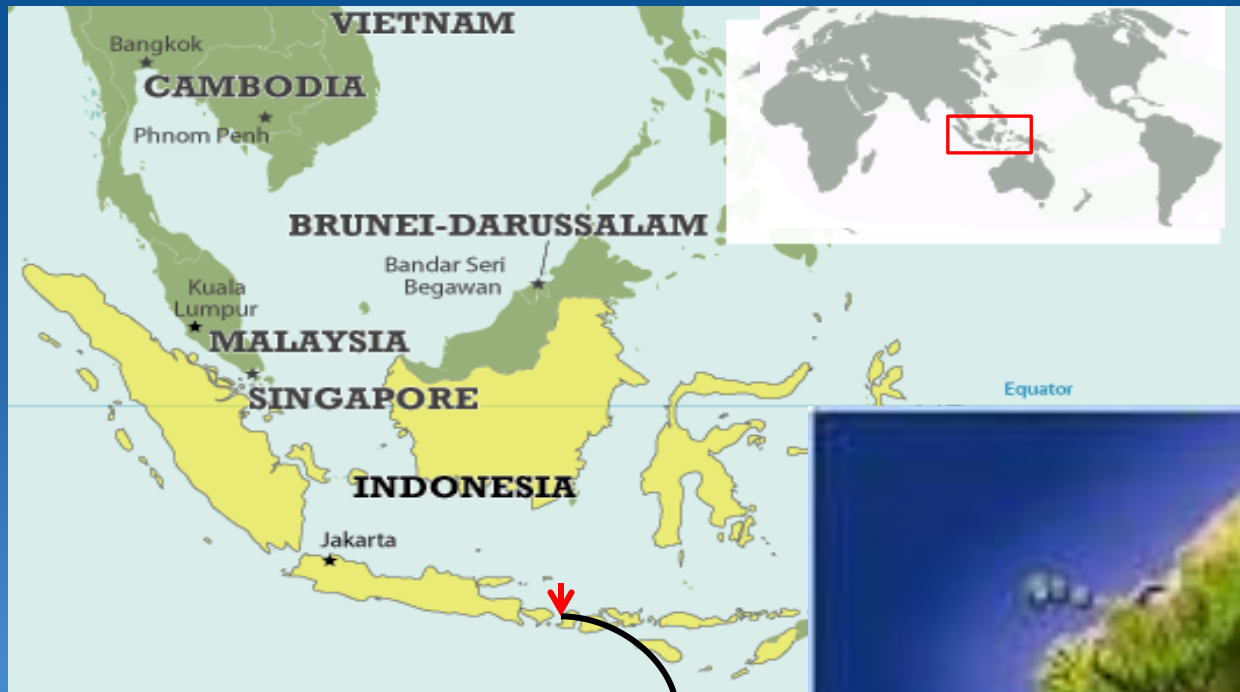 VIETNAM
Bangkok
CAMBODIA
Phnom Penh
BRUNEI-DARUSSALAM
Bandar Seri
Begawan
Kuala
Lumpur
MALAYSIA
SINGAPORE
Equator
INDONESIA
Jakarta